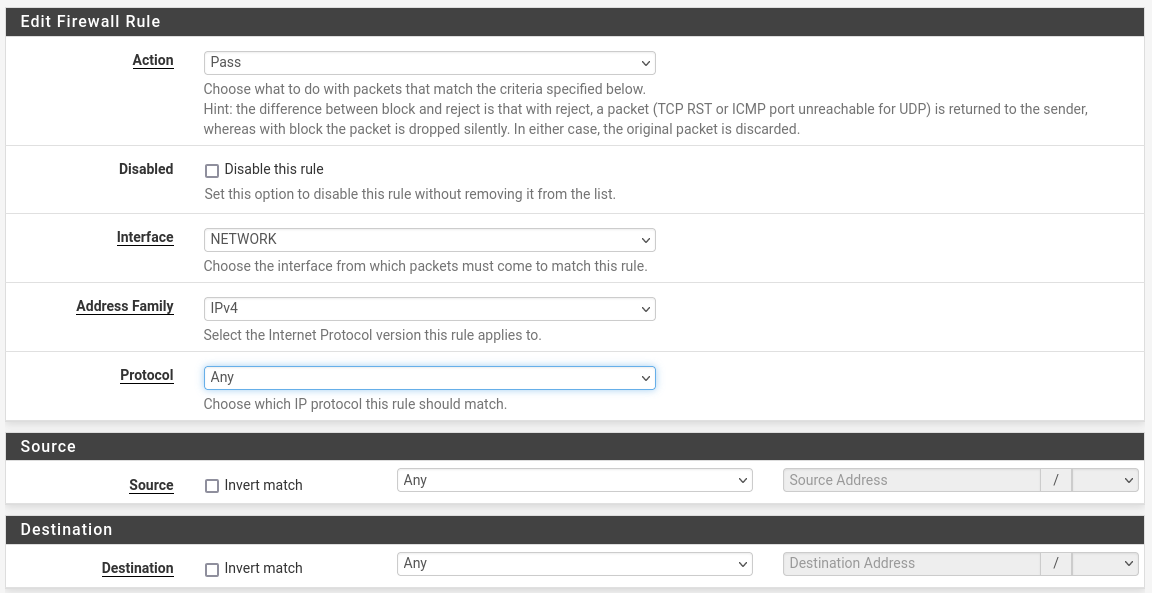 Edit Firewall Rule
Action
Pass
Choose what to do with packets that match the criteria specified below.
Hint: the difference between block and reject is that with reject, a packet (TCP RST or ICMP port unreachable for UDP) is returned to the sender,
whereas with block the packet is dropped silently. In either case, the original packet is discarded.
Disabled
Disable this rule
Set this option to disable this rule without removing it from the list.
Interface
NETWORK
Choose the interface from which packets must come to match this rule.
Address Family
IPv4
Select the Internet Protocol version this rule applies to.
Protocol
Any
Choose which IP protocol this rule should match.
Source
Source
Invert match
Any
Source Address
/
Destination
Destination
Invert match
Any
Destination Address
/